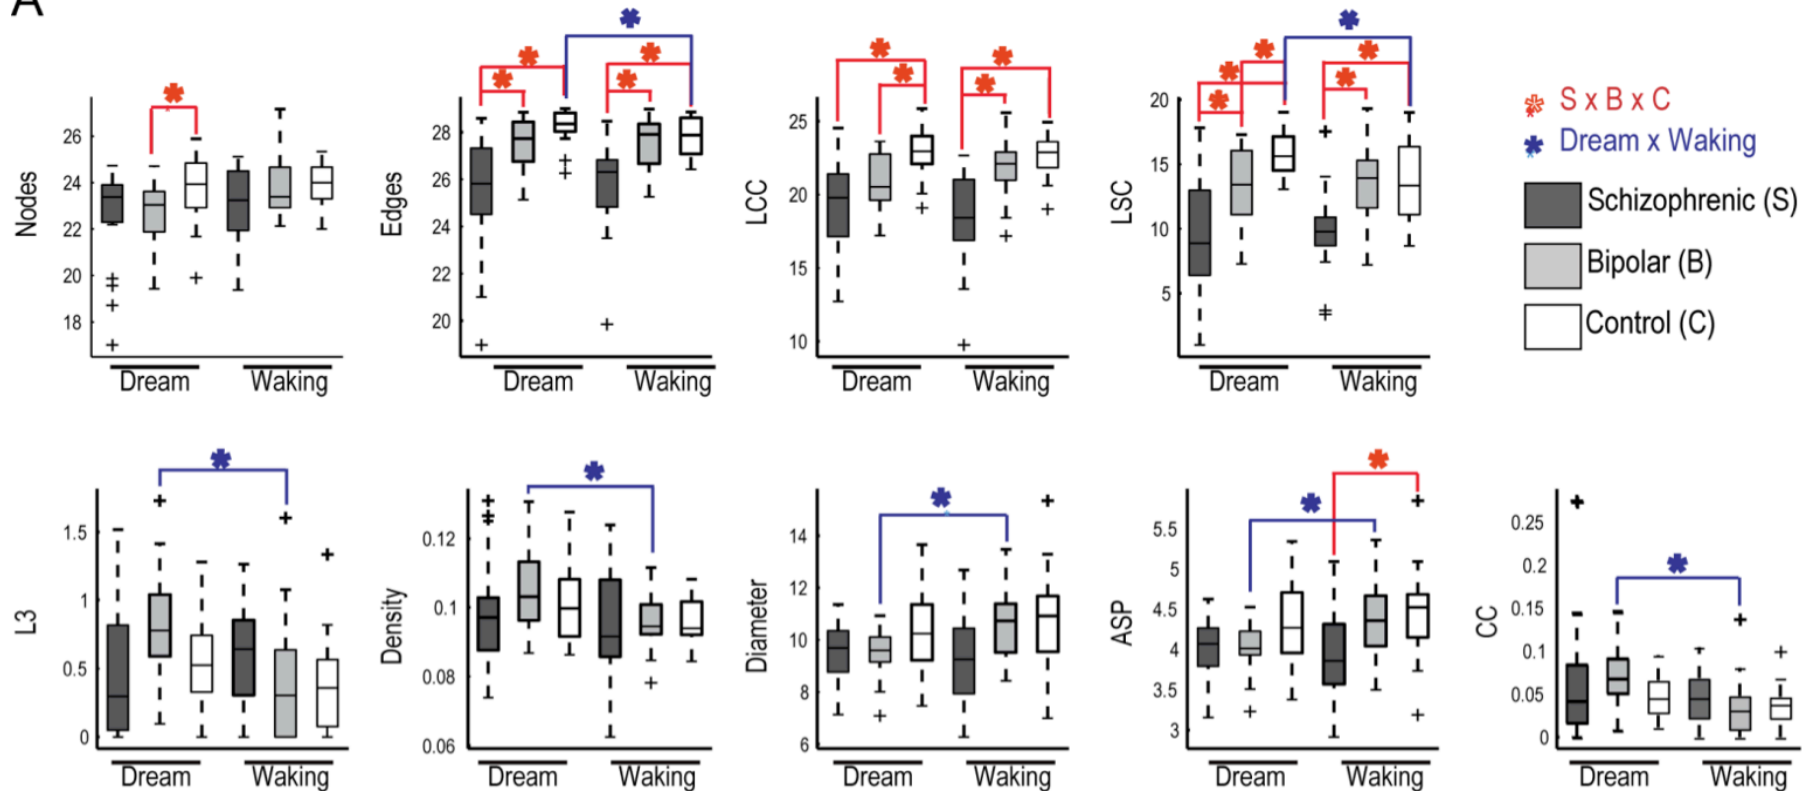 A
Nodes
26
24
22
20
18
Dream
Waking
Edges
28
26
24
22
20
Dream
Waking
LCC
25
20
15
10
Dream
Waking
LSC
20
15
10
5
Dream
Waking
S x B x C
Dream x Waking
Schizophrenic (S)
Bipolar (B)
Control (C)
L3
1.5
1
0.5
0
Dream
Waking
Density
0.12
0.1
0.08
0.06
Dream
Waking
Diameter
14
12
10
8
6
Dream
Waking
ASP
5.5
5
4.5
4
3.5
3
Dream
Waking
CC
0.25
0.2
0.15
0.1
0.05
0
Dream
Waking